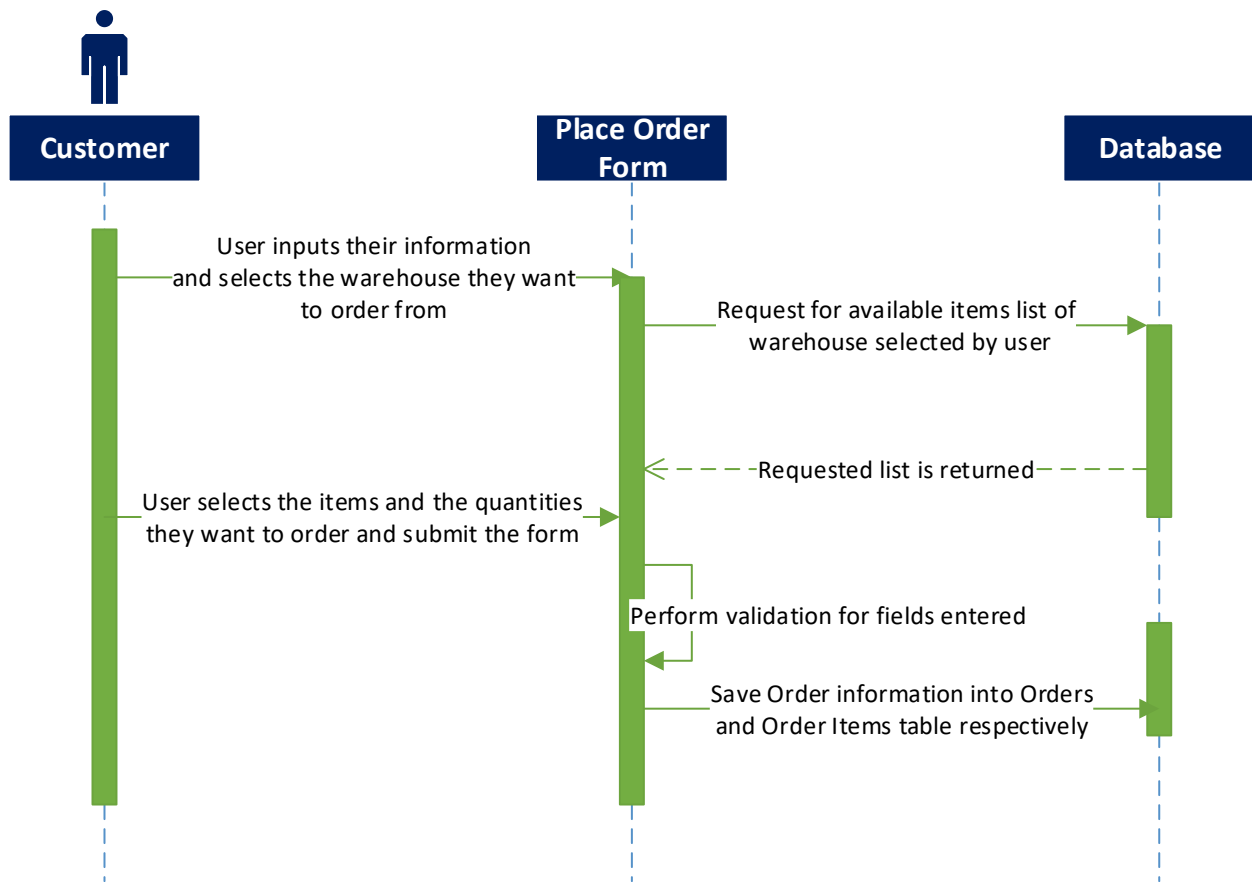 Customer
Place Order
Form
Database
User inputs their information
and selects the warehouse they want
to order from
Request for available items list of
warehouse selected by user
Requested list is returned
User selects the items and the quantities
they want to order and submit the form
Perform validation for fields entered
Save Order information into Orders
and Order Items table respectively